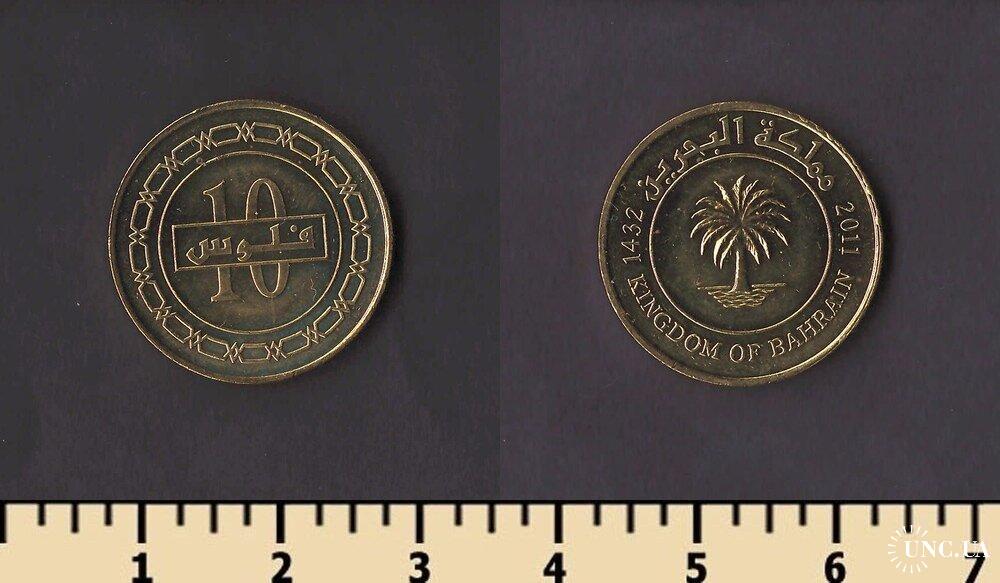 10
فلوس
مملكة البحرين
1432
2011
KINGDOM OF BAHRAIN
1 2 3 4 5 6 7
UNC.UA